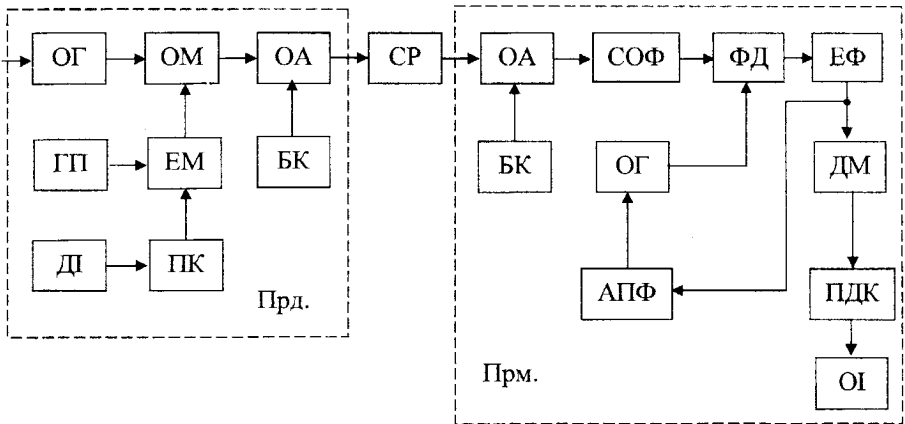 ОГ ОМ ОА СР ОА СОФ ФД ЕФ
ГП ЕМ БК БК ОГ ДМ
ДІ ПК АПФ ПДК
Прд.
Прм. ОІ